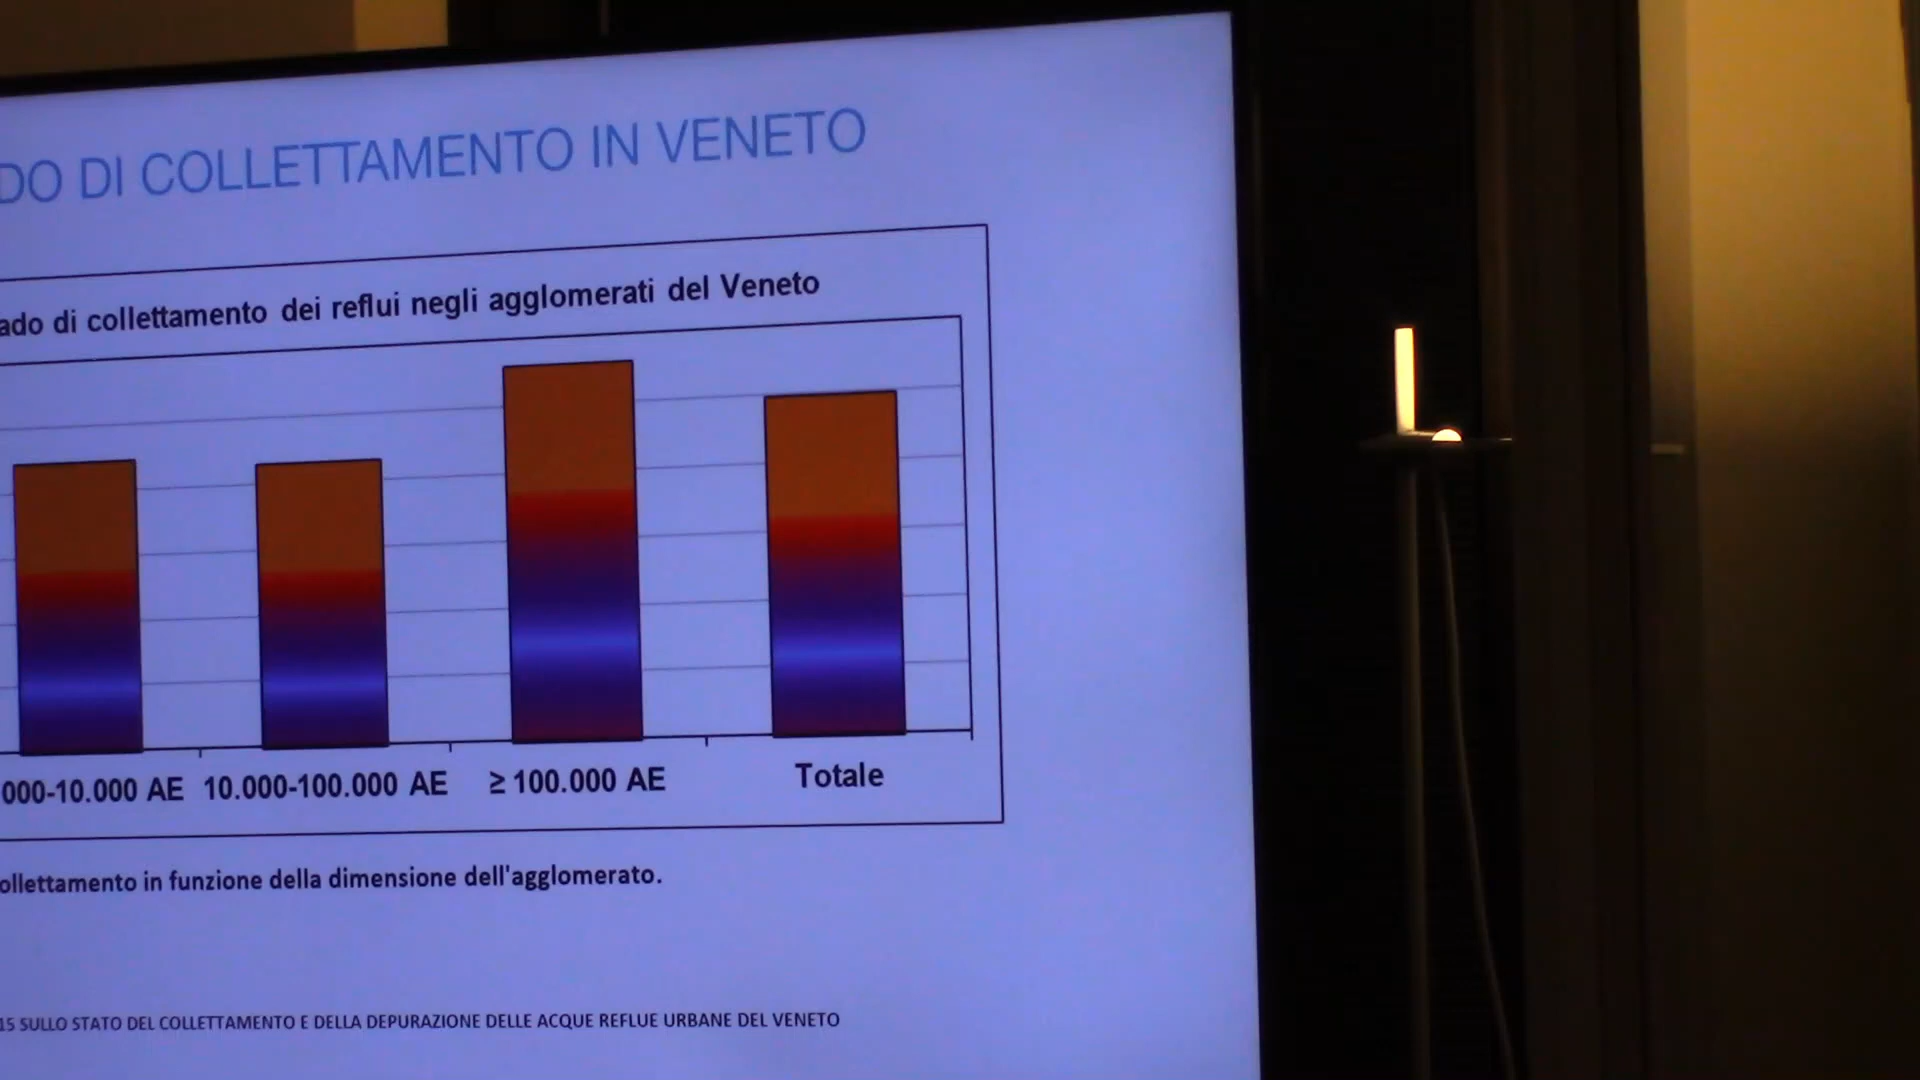 DO DI COLLETTAMENTO IN VENETO
ado di collettamento dei reflui negli agglomerati del Veneto
000-10.000 AE 10.000-100.000 AE ≥ 100.000 AE Totale
ollettamento in funzione della dimensione dell'agglomerato.
15 SULLO STATO DEL COLLETTAMENTO E DELLA DEPURAZIONE DELLE ACQUE REFLUE URBANE DEL VENETO